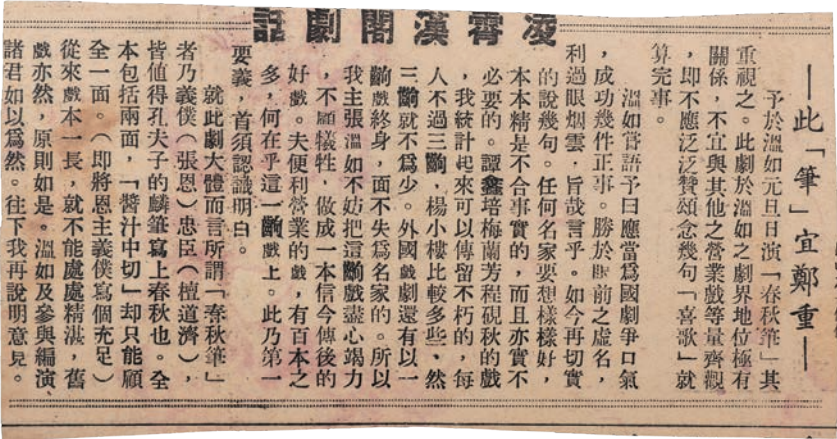 凌霄漢閣劇話
—此「筆」宜鄭重—
予於溫如元旦日演「春秋筆」其
重視之。此劇於溫如之劇界地位極有
關係,不宜與其他之營業戲等量齊觀
,即不應泛泛贊頌念幾句「喜歌」就
算完事。
溫如嘗語予曰應當爲國劇爭口氣
,成功幾件正事。勝於眼前之虛名,
利過眼烟雲,旨哉言乎。如今再切實
的說幾句。任何名家要想樣樣好,
本本精是不合事實的,而且亦實不
必要的。譚鑫培梅蘭芳程硯秋的戲
,我統計起來可以傳留不朽的,每
人不過三齣,楊小樓比較多些、然
三齣就不爲少。外國戲劇還有以一
齣戲終身,面不失爲名家的。所以
我主張溫如不妨把這齣戲盡心竭力
,不顧犠牲,做成一本信今傳後的
好戲。夫便利營業的戲,有百本之
多,何在乎這一齣戲上。此乃第一
要義,首須認識明白。
就此劇大體而言所謂「春秋筆」
者乃義僕(張恩)忠臣(檀道濟),
皆值得孔夫子的麟筆寫上春秋也。全
本包括兩面,「醬汁中切」却只能顧
全一面。(即將恩主義僕寫個充足)
從來戲本一長,就不能處處精湛,舊
戲亦然,原則如是。溫如及參與編演、
諸君如以爲然。往下我再說明意見。